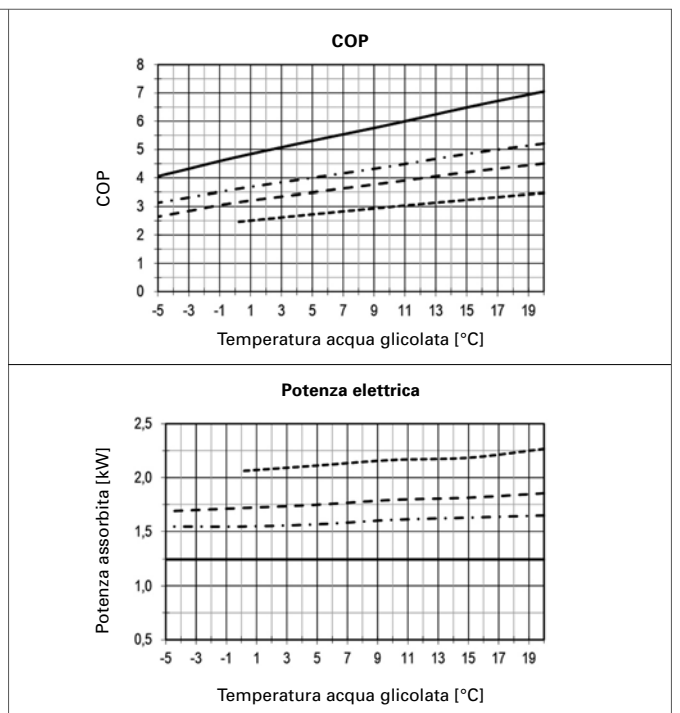 COP
8
7
6
5
4
3
2
1
0
COP
-5 -3 -1 1 3 5 7 9 11 13 15 17 19
Temperatura acqua glicolata [°C]
Potenza elettrica
2,5
2,0
1,5
1,0
0,5
Potenza assorbita [kW]
-5 -3 -1 1 3 5 7 9 11 13 15 17 19
Temperatura acqua glicolata [°C]